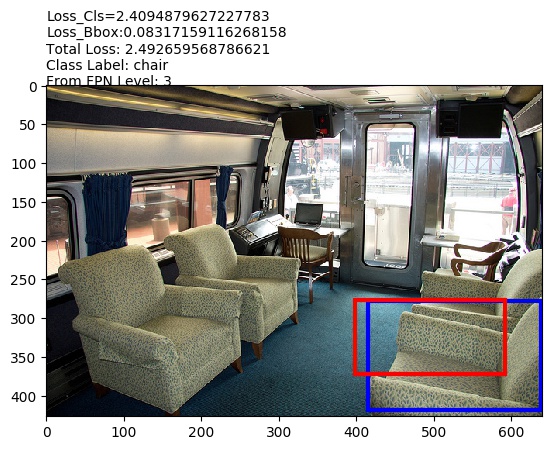 Loss_Cls=2.4094879627227783
Loss_Bbox:0.08317159116268158
Total Loss: 2.492659568786621
Class Label: chair
From FPN Level: 3
0
50
100
150
200
250
300
350
400
0 100 200 300 400 500 600